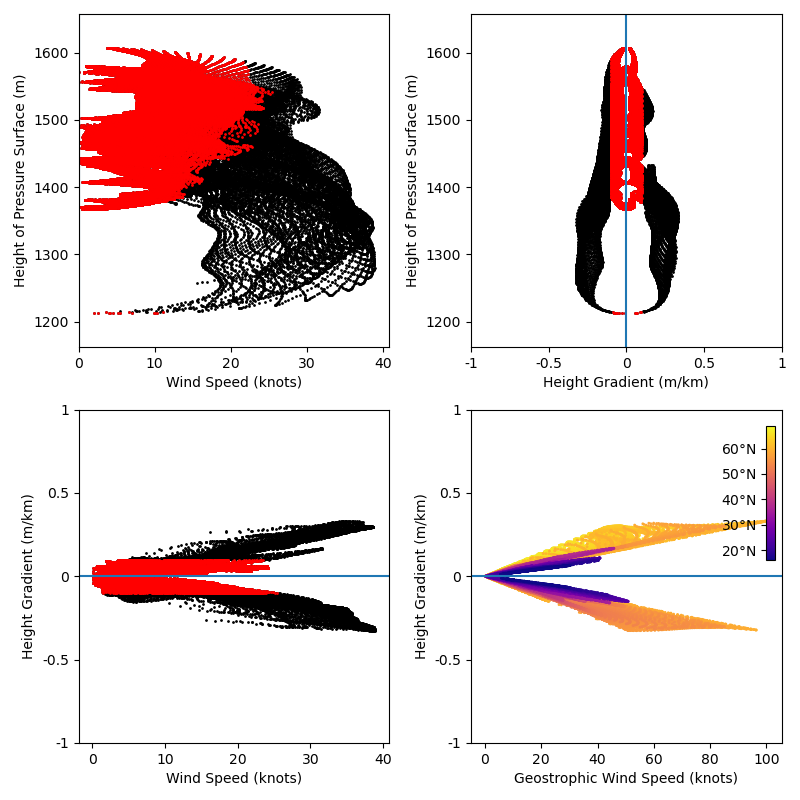 1600
1500
1400
1300
1200
Height of Pressure Surface (m)
0 10 20 30 40
Wind Speed (knots)
1600
1500
1400
1300
1200
Height of Pressure Surface (m)
-1 -0.5 0 0.5 1
Height Gradient (m/km)
1
0.5
0
-0.5
-1
Height Gradient (m/km)
0 10 20 30 40
Wind Speed (knots)
1
0.5
0
-0.5
-1
Height Gradient (m/km)
60°N
50°N
40°N
30°N
20°N
0 20 40 60 80 100
Geostrophic Wind Speed (knots)